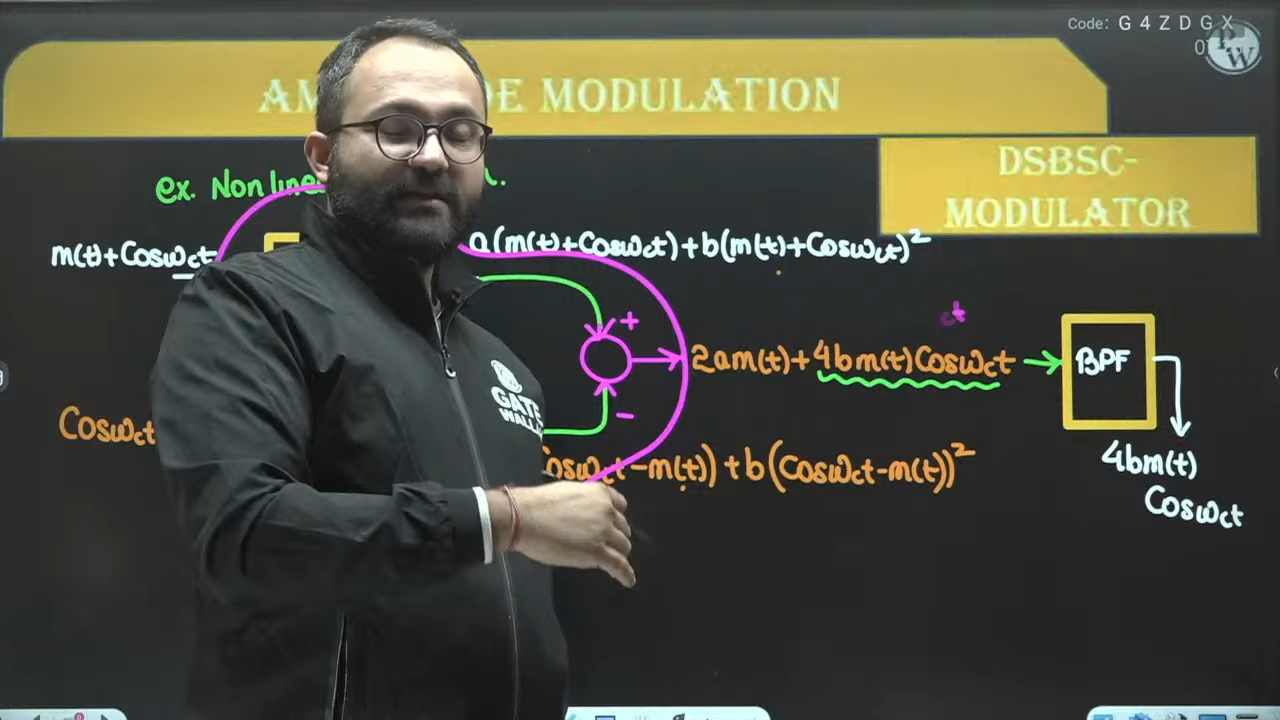 Code: G 4 Z D G X
PW
AM DE MODULATION
DSBSC-
MODULATOR
ex. Non line
m(t)+Cosωct
a(m(t)+Cosωct)+b(m(t)+Cosωct)²
+
2am(t)+4bm(t)Cosωct
BPF
-
Cosωct
Cosωct-m(t))+b(Cosωct-m(t))²
4bm(t)
Cosωct
GATE
WALLAH